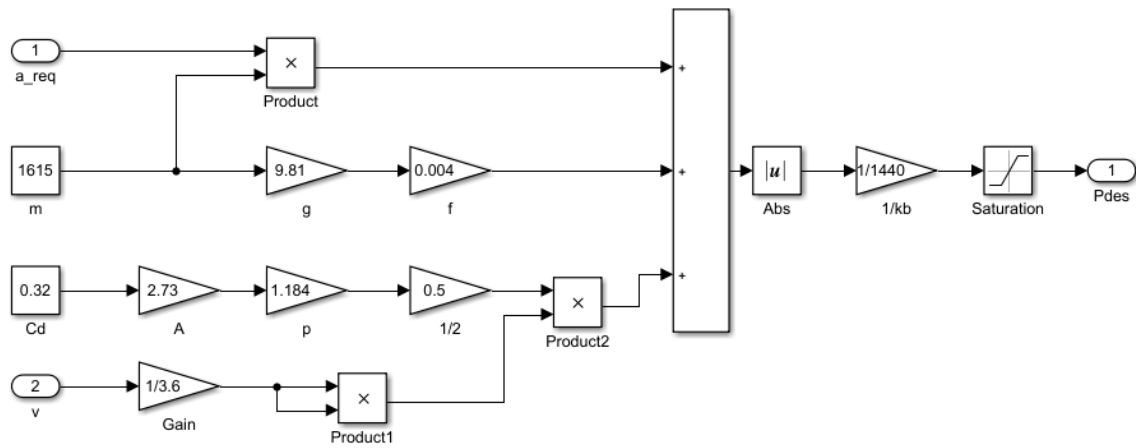 1
a_req
×
Product
+
1615
m
9.81
g
0.004
f
+
|u|
Abs
1/1440
1/kb
Saturation
1
Pdes
0.32
Cd
2.73
A
1.184
p
0.5
1/2
×
Product2
+
2
v
1/3.6
Gain
×
Product1